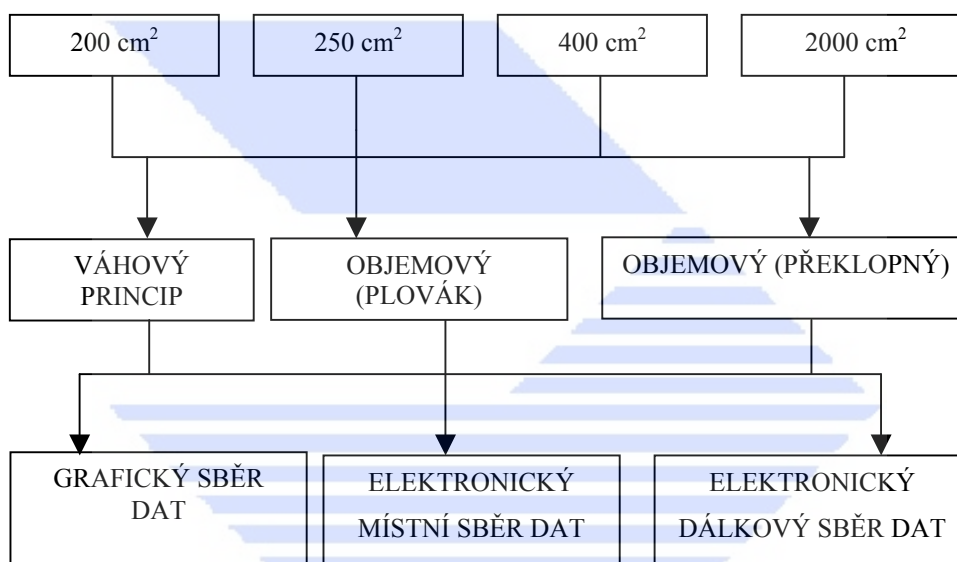 200 cm²
250 cm²
400 cm²
2000 cm²
VÁHOVÝ
PRINCIP
OBJEMOVÝ
(PLOVÁK)
OBJEMOVÝ (PŘEKLOPNÝ)
GRAFICKÝ SBĚR
DAT
ELEKTRONICKÝ
MÍSTNÍ SBĚR DAT
ELEKTRONICKÝ
DÁLKOVÝ SBĚR DAT